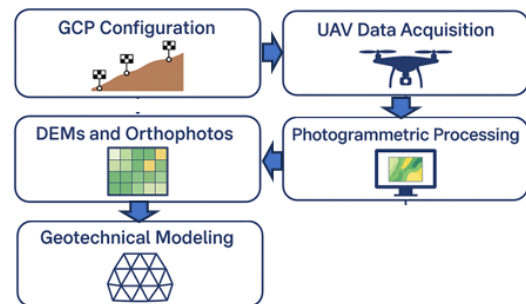 GCP Configuration
UAV Data Acquisition
DEMs and Orthophotos
Photogrammetric Processing
Geotechnical Modeling